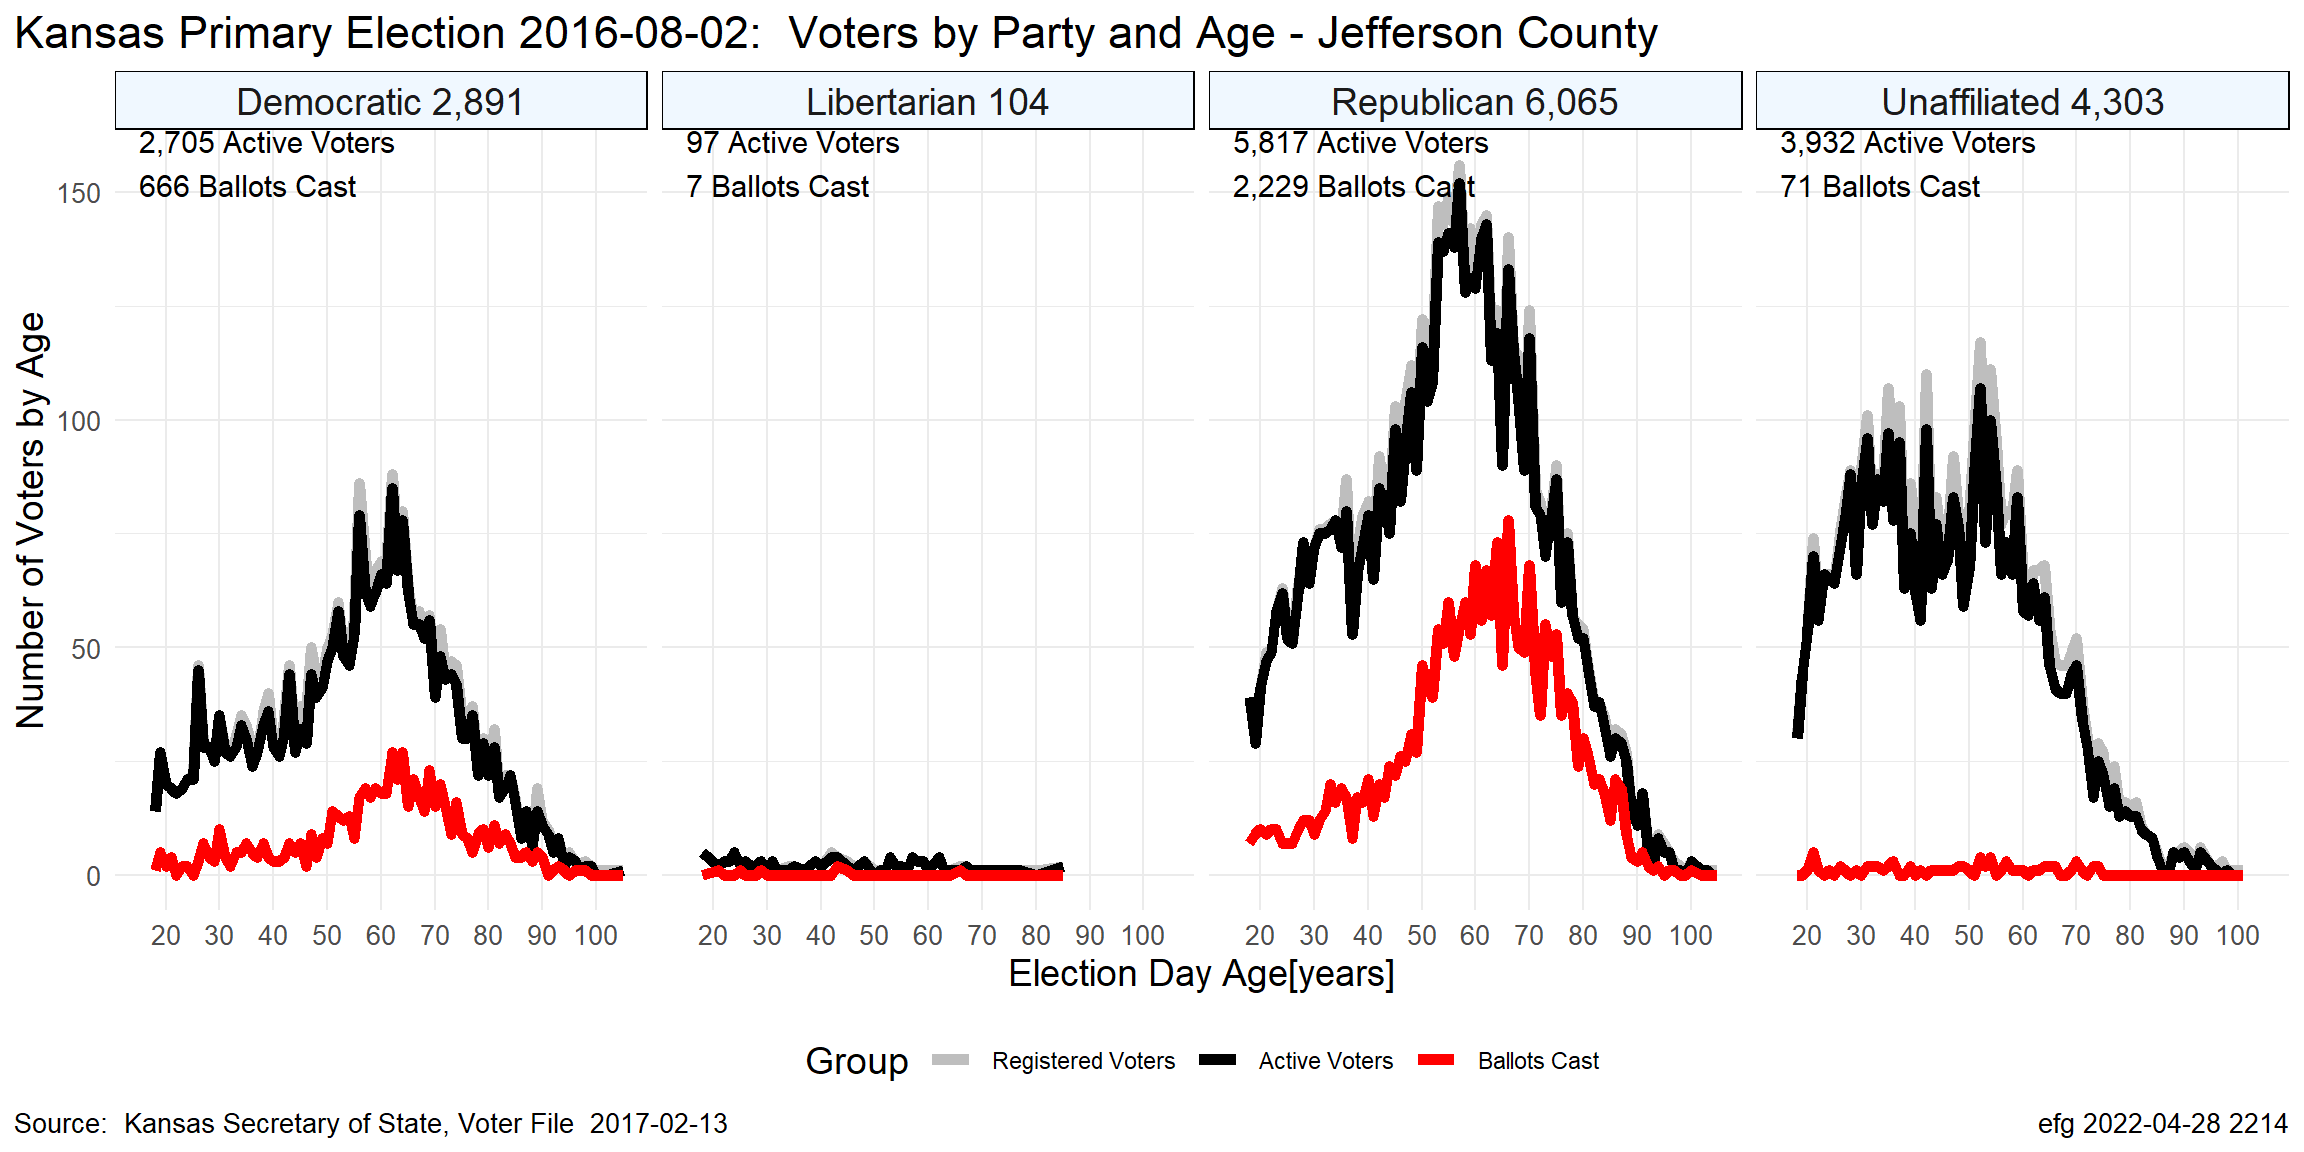 Kansas Primary Election 2016-08-02:  Voters by Party and Age - Jefferson County
Democratic 2,891
Libertarian 104
Republican 6,065
Unaffiliated 4,303
2,705 Active Voters
666 Ballots Cast
97 Active Voters
7 Ballots Cast
5,817 Active Voters
2,229 Ballots Cast
3,932 Active Voters
71 Ballots Cast
Number of Voters by Age
150
100
50
0
20 30 40 50 60 70 80 90 100
20 30 40 50 60 70 80 90 100
20 30 40 50 60 70 80 90 100
20 30 40 50 60 70 80 90 100
Election Day Age[years]
Group Registered Voters Active Voters Ballots Cast
Source:  Kansas Secretary of State, Voter File  2017-02-13
efg 2022-04-28 2214